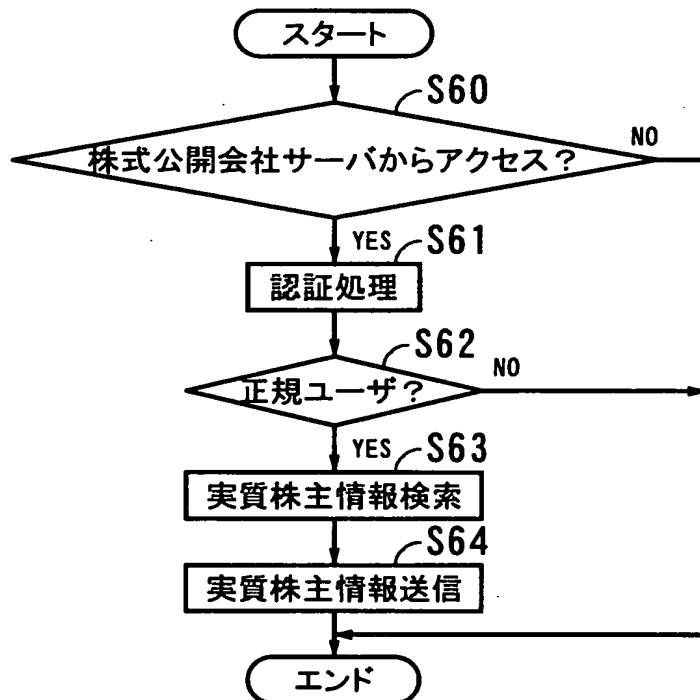 スタート
S60
株式公開会社サーバからアクセス？
NO
YES
S61
認証処理
S62
正規ユーザ？
NO
YES
S63
実質株主情報検索
S64
実質株主情報送信
エンド